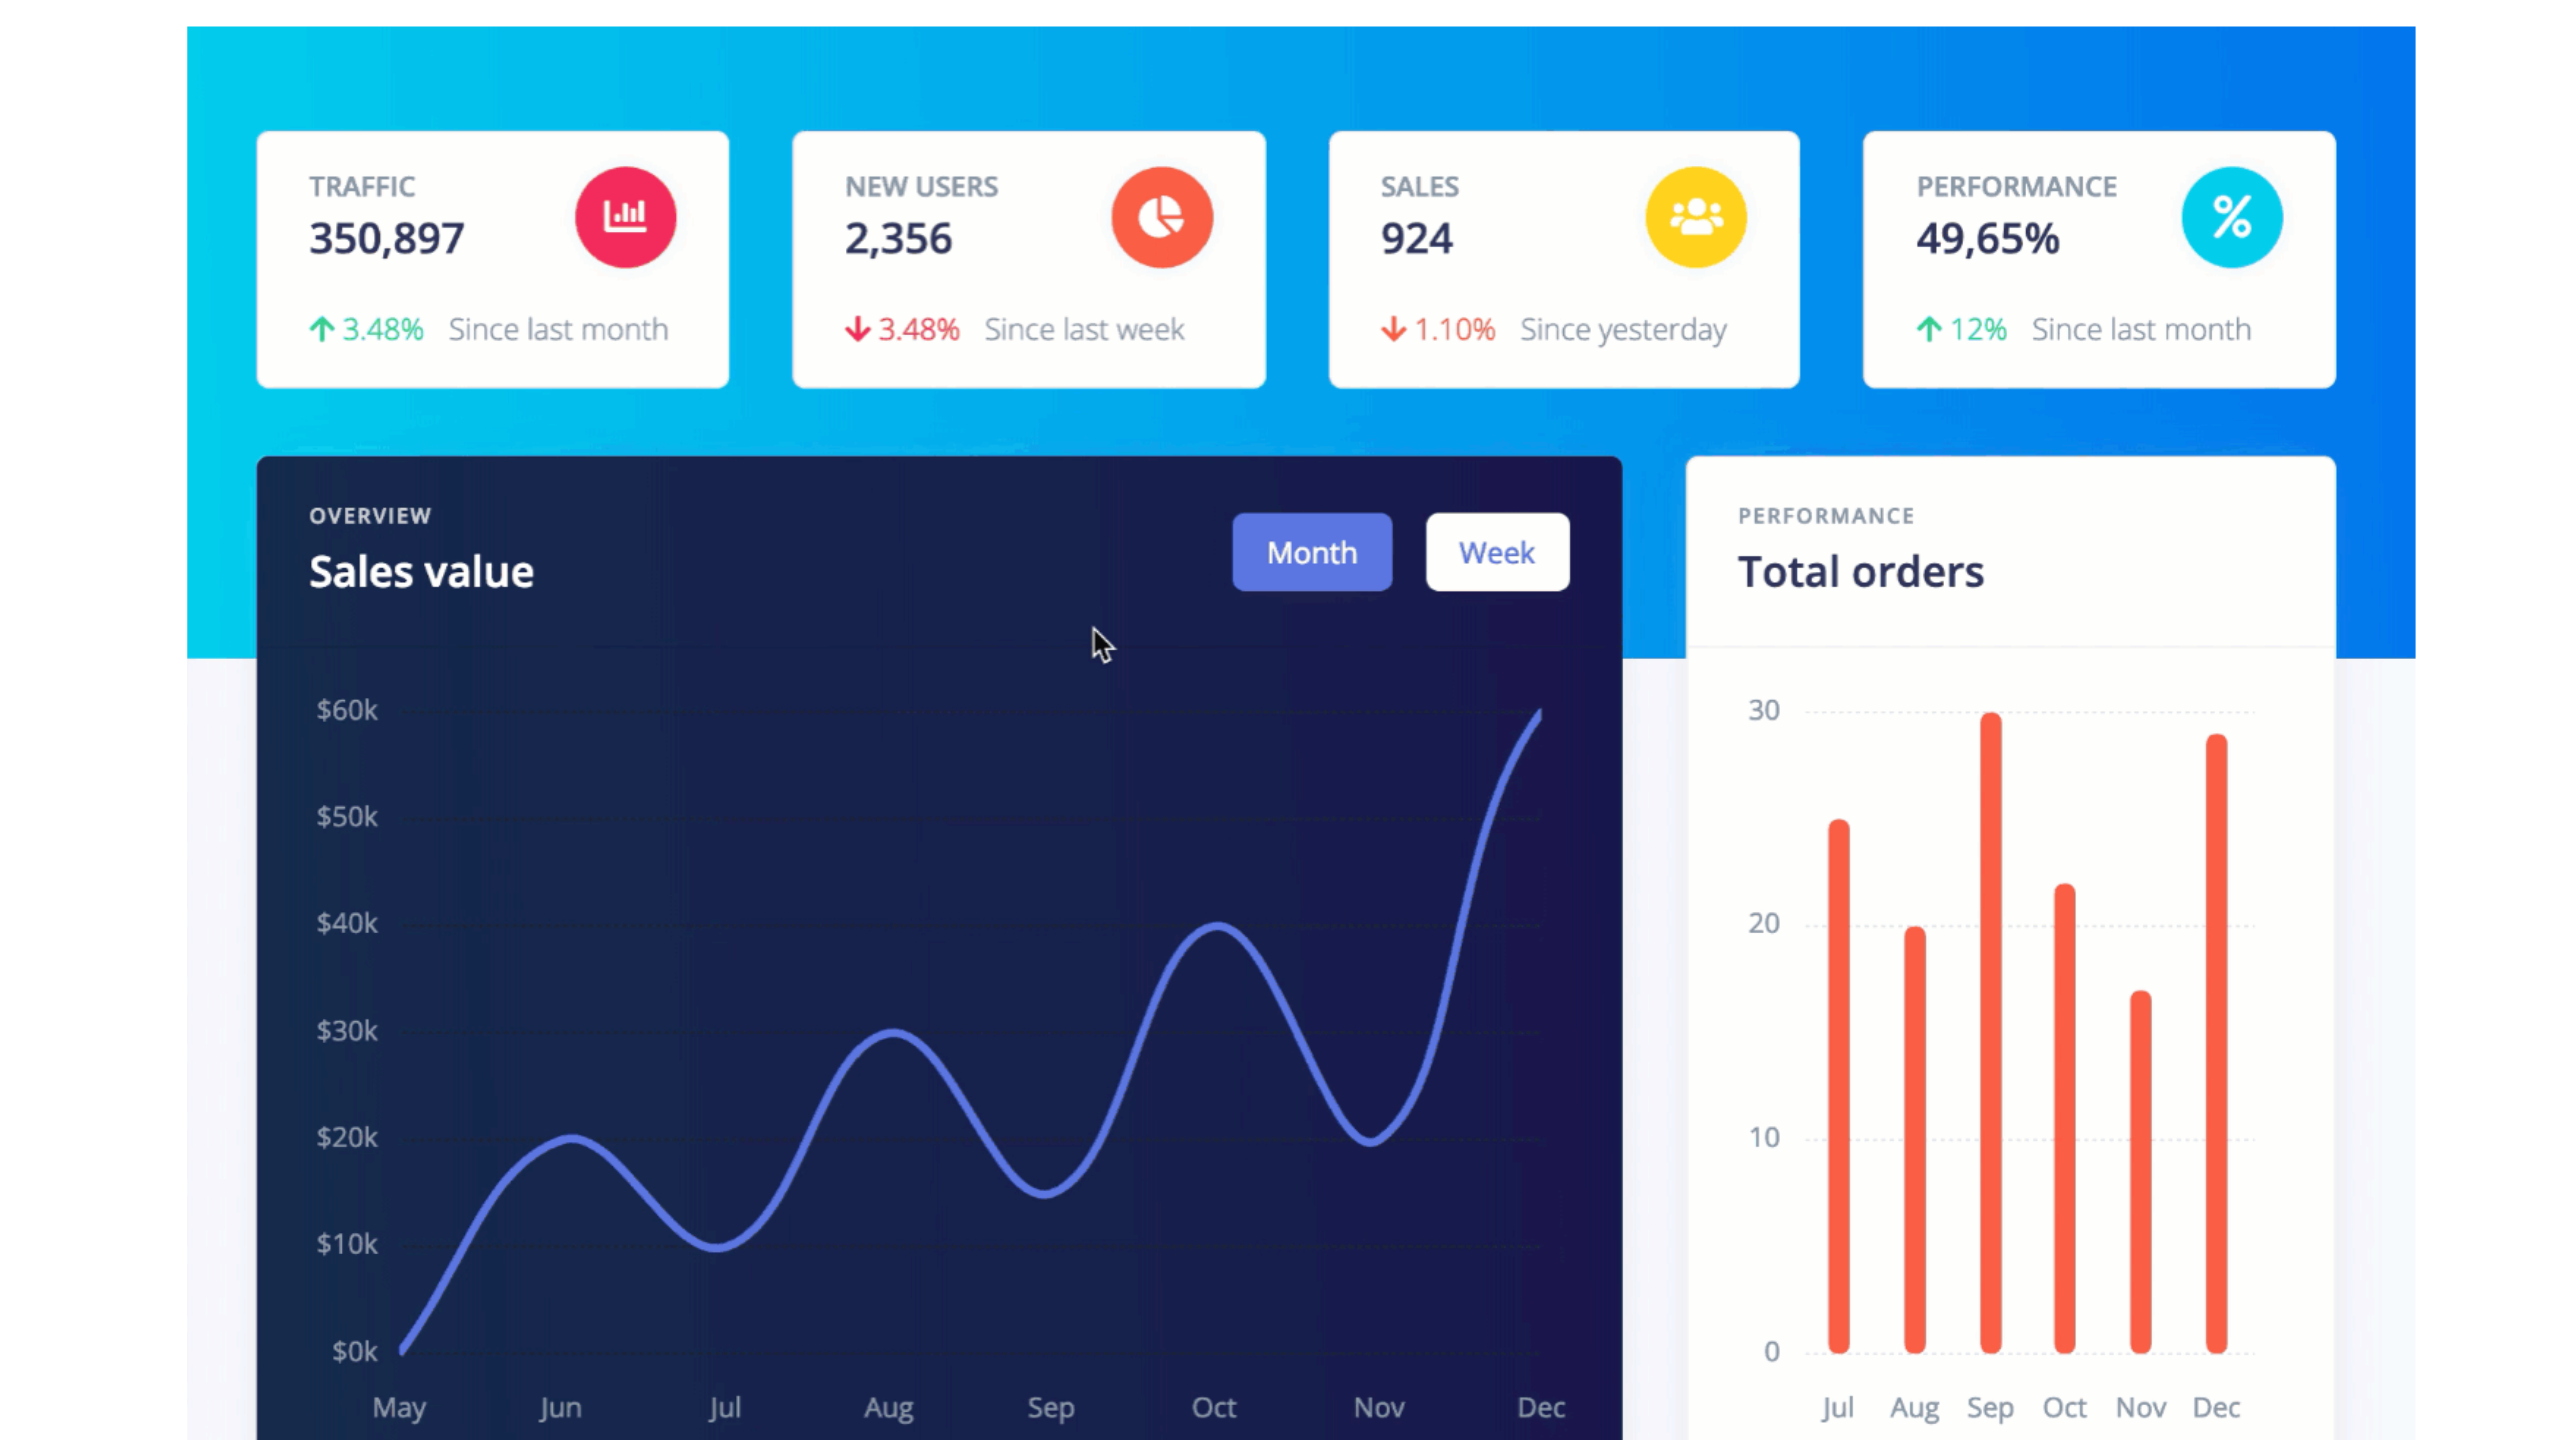 TRAFFIC
350,897
3.48% Since last month
NEW USERS
2,356
3.48% Since last week
SALES
924
1.10% Since yesterday
PERFORMANCE
49,65%
12% Since last month
OVERVIEW
Sales value
Month
Week
$60k
$50k
$40k
$30k
$20k
$10k
$0k
May Jun Jul Aug Sep Oct Nov Dec
PERFORMANCE
Total orders
30
20
10
0
Jul Aug Sep Oct Nov Dec